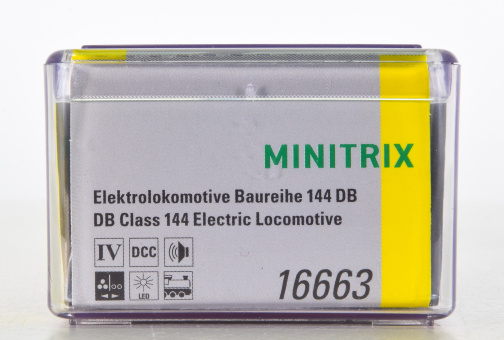 MINITRIX
Elektrolokomotive Baureihe 144 DB
DB Class 144 Electric Locomotive
IV DCC
LED
16663